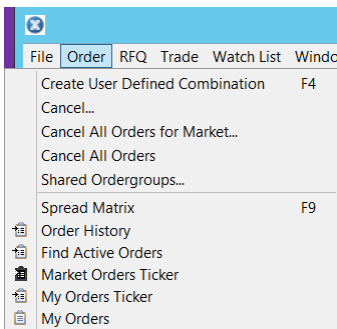 File Order RFQ Trade Watch List Windo
Create User Defined Combination F4
Cancel...
Cancel All Orders for Market...
Cancel All Orders
Shared Ordergroups...
Spread Matrix F9
Order History
Find Active Orders
Market Orders Ticker
My Orders Ticker
My Orders